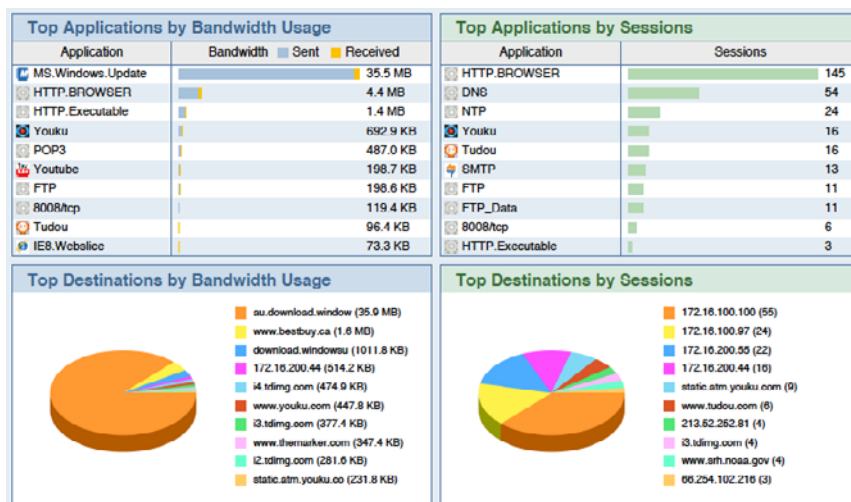 Top Applications by Bandwidth Usage
Application Bandwidth Sent Received
MS.Windows.Update 35.5 MB
HTTP.BROWSER 4.4 MB
HTTP.Executable 1.4 MB
Youku 692.9 KB
POP3 487.0 KB
Youtube 198.7 KB
FTP 198.6 KB
8008/tcp 119.4 KB
Tudou 96.4 KB
IE8.Webslice 73.3 KB
Top Applications by Sessions
Application Sessions
HTTP.BROWSER 145
DNS 54
NTP 24
Youku 16
Tudou 16
SMTP 13
FTP 11
FTP_Data 11
8008/tcp 6
HTTP.Executable 3
Top Destinations by Bandwidth Usage
au.download.window (35.9 MB)
www.bestbuy.ca (1.6 MB)
download.windowsu (1011.8 KB)
172.16.200.44 (514.2 KB)
i4.tdimg.com (474.9 KB)
www.youku.com (447.8 KB)
i3.tdimg.com (377.4 KB)
www.themarker.com (347.4 KB)
i2.tdimg.com (281.6 KB)
static.atm.youku.co (231.8 KB)
Top Destinations by Sessions
172.16.100.100 (55)
172.16.100.97 (24)
172.16.200.55 (22)
172.16.200.44 (16)
static.atm.youku.com (9)
www.tudou.com (6)
213.52.252.81 (4)
i3.tdimg.com (4)
www.srh.noaa.gov (4)
66.254.102.216 (3)